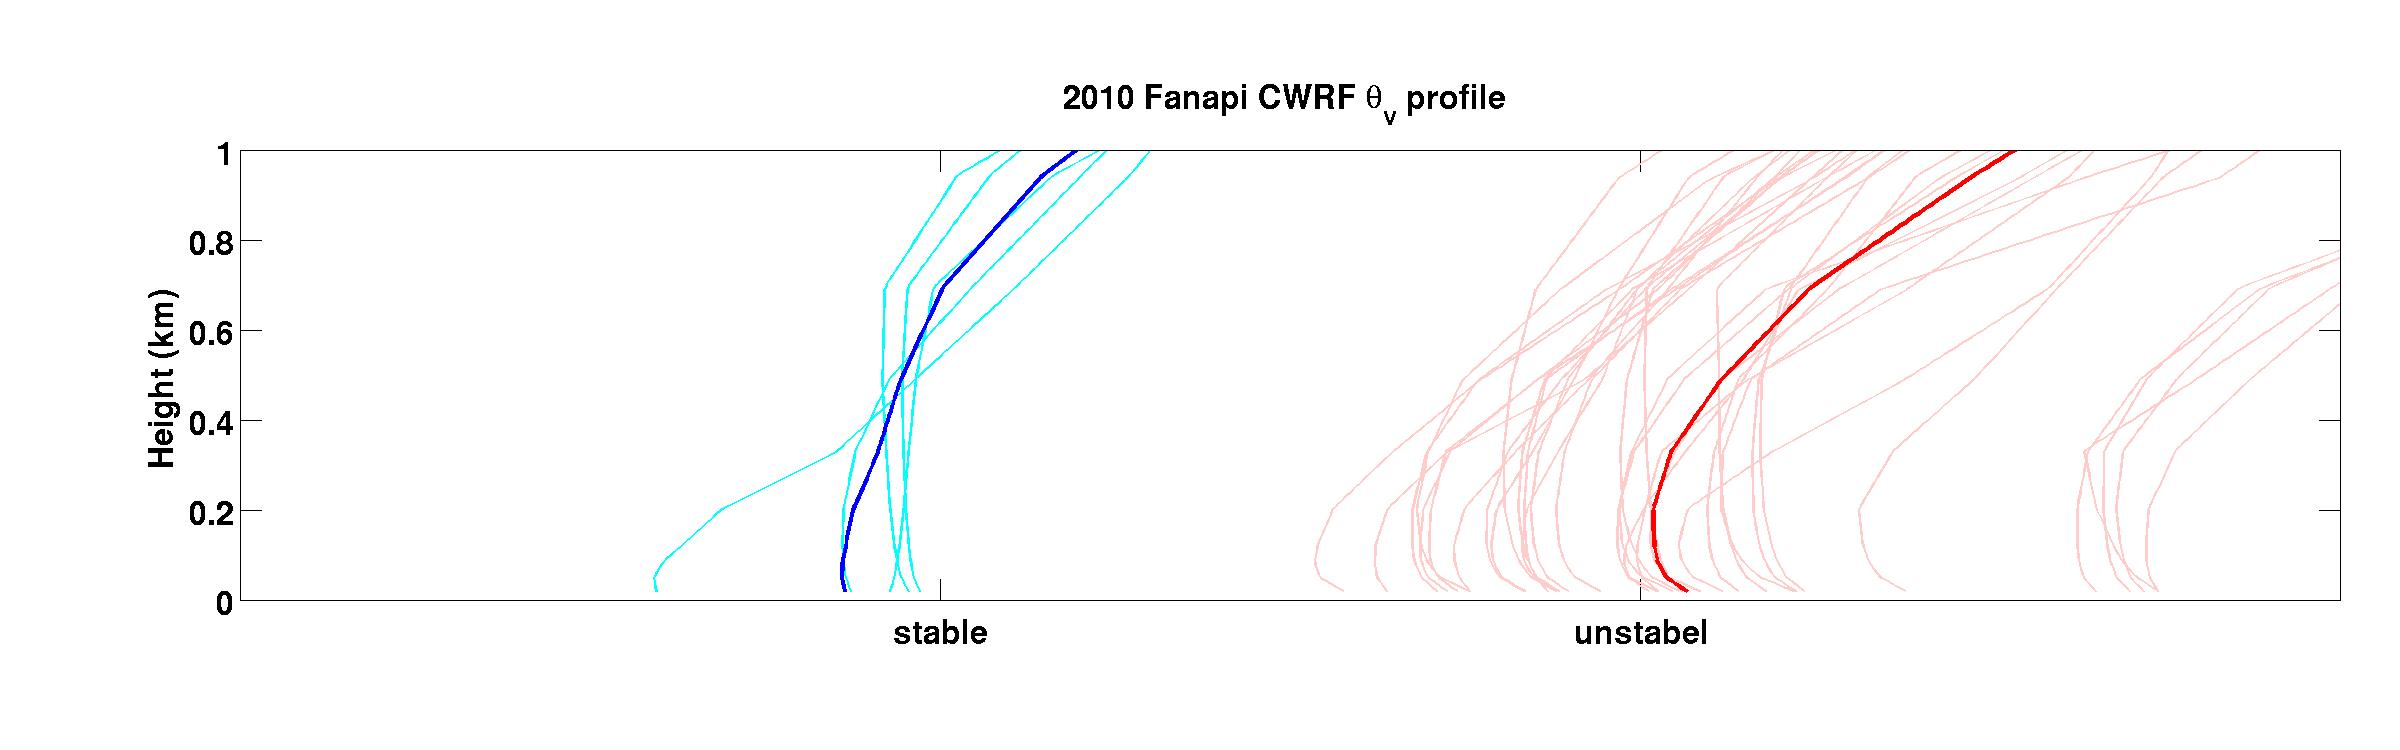 2010 Fanapi CWRF θv profile
1
0.8
0.6
0.4
0.2
0
Height (km)
stable unstabel